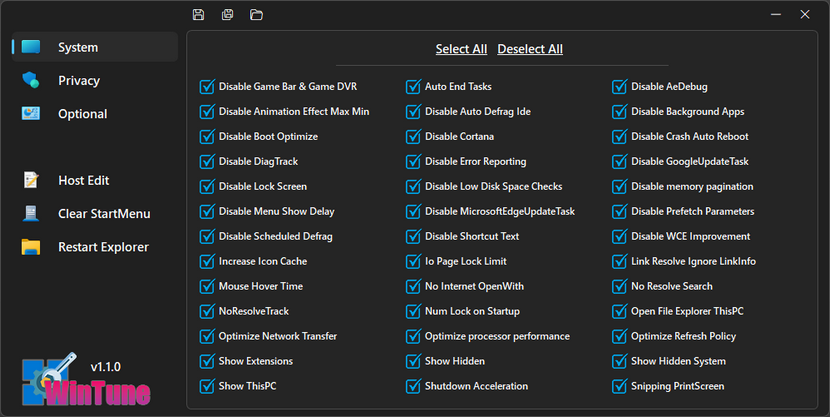 System
Privacy
Optional
Host Edit
Clear StartMenu
Restart Explorer
v1.1.0
WinTune
Select All Deselect All
Disable Game Bar & Game DVR Auto End Tasks Disable AeDebug
Disable Animation Effect Max Min Disable Auto Defrag Ide Disable Background Apps
Disable Boot Optimize Disable Cortana Disable Crash Auto Reboot
Disable DiagTrack Disable Error Reporting Disable GoogleUpdateTask
Disable Lock Screen Disable Low Disk Space Checks Disable memory pagination
Disable Menu Show Delay Disable MicrosoftEdgeUpdateTask Disable Prefetch Parameters
Disable Scheduled Defrag Disable Shortcut Text Disable WCE Improvement
Increase Icon Cache Io Page Lock Limit Link Resolve Ignore LinkInfo
Mouse Hover Time No Internet OpenWith No Resolve Search
NoResolveTrack Num Lock on Startup Open File Explorer ThisPC
Optimize Network Transfer Optimize processor performance Optimize Refresh Policy
Show Extensions Show Hidden Show Hidden System
Show ThisPC Shutdown Acceleration Snipping PrintScreen